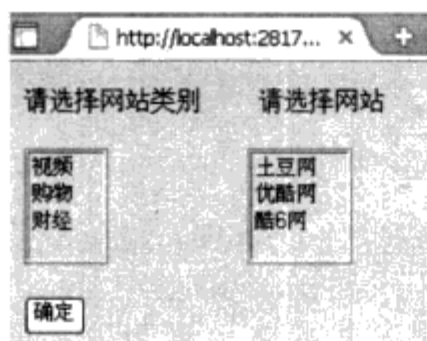 http://localhost:2817...
请选择网站类别 请选择网站
视频 土豆网
购物 优酷网
财经 酷6网
确定